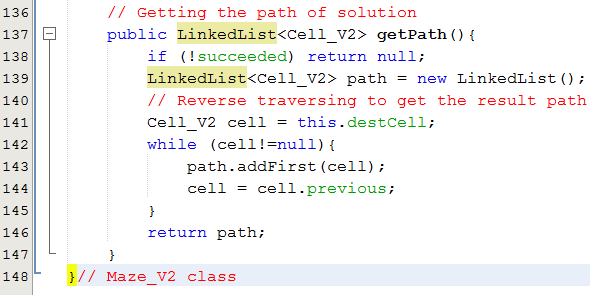 136 // Getting the path of solution
137 public LinkedList<Cell_V2> getPath(){
138 if (!succeeded) return null;
139 LinkedList<Cell_V2> path = new LinkedList();
140 // Reverse traversing to get the result path
141 Cell_V2 cell = this.destCell;
142 while (cell!=null){
143 path.addFirst(cell);
144 cell = cell.previous;
145 }
146 return path;
147 }
148 }// Maze_V2 class